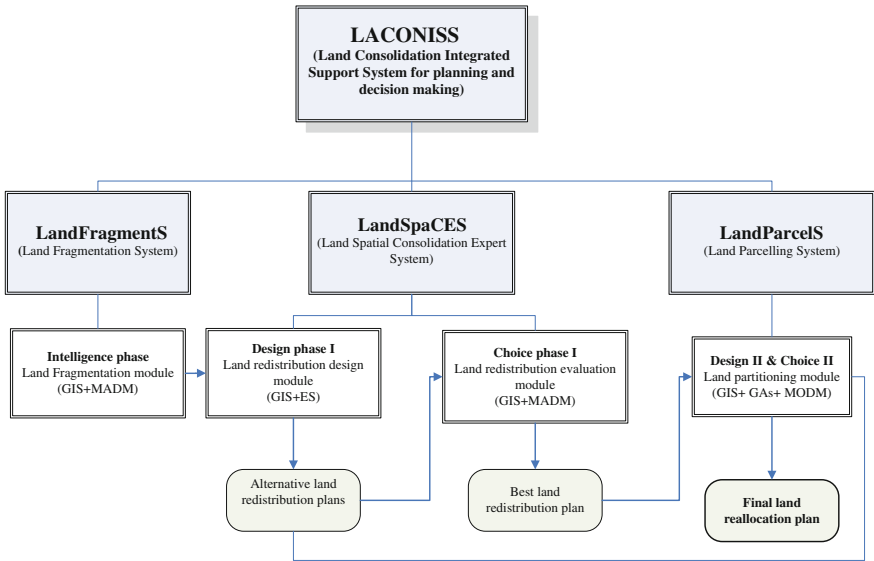 LACONISS
(Land Consolidation Integrated
Support System for planning and
decision making)
LandFragmentS
(Land Fragmentation System)
LandSpaCES
(Land Spatial Consolidation Expert
System)
LandParcelS
(Land Parcelling System)
Intelligence phase
Land Fragmentation module
(GIS+MADM)
Design phase I
Land redistribution design
module
(GIS+ES)
Choice phase I
Land redistribution evaluation
module
(GIS+MADM)
Design II & Choice II
Land partitioning module
(GIS+ GAs+ MODM)
Alternative land
redistribution plans
Best land
redistribution plan
Final land
reallocation plan